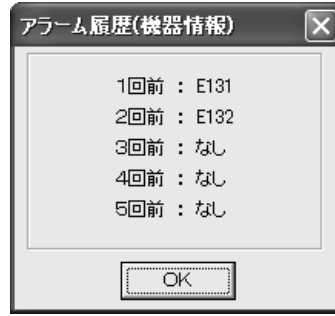 アラーム履歴(機器情報)
1回前 : E131
2回前 : E132
3回前 : なし
4回前 : なし
5回前 : なし
OK